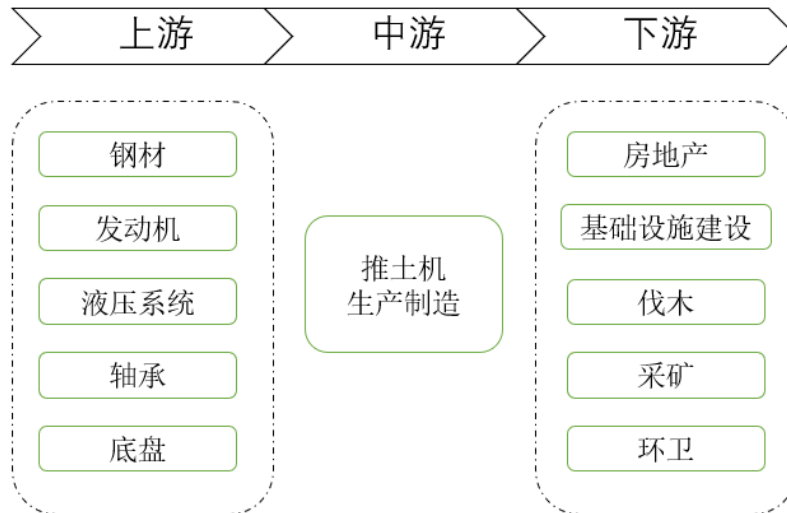 上游
中游
下游
钢材
发动机
液压系统
轴承
底盘
推土机
生产制造
房地产
基础设施建设
伐木
采矿
环卫